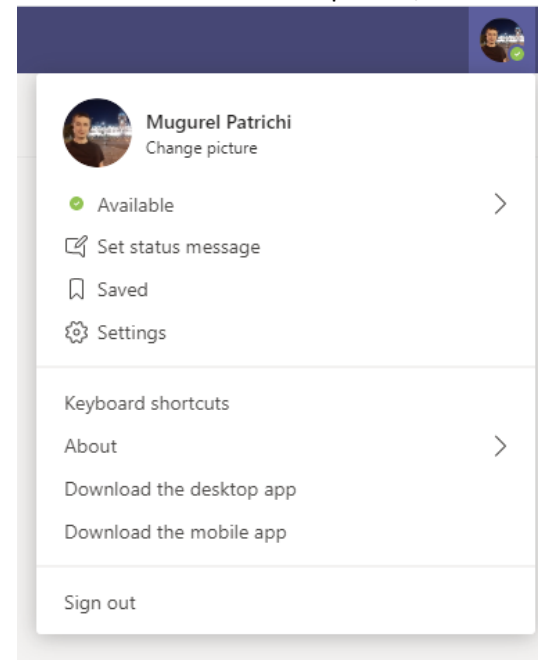 Mugurel Patrichi
Change picture
Available
Set status message
Saved
Settings
Keyboard shortcuts
About
Download the desktop app
Download the mobile app
Sign out